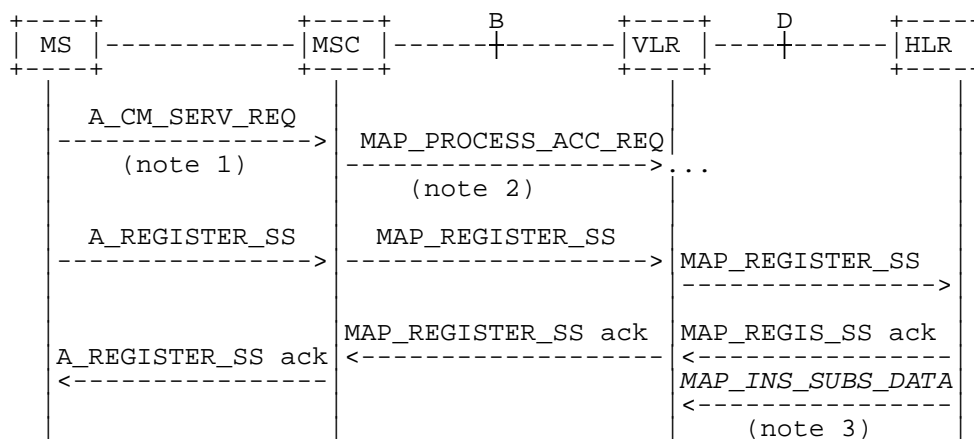 B D
MS MSC VLR HLR
A_CM_SERV_REQ
MAP_PROCESS_ACC_REQ
(note 1)
...
(note 2)
A_REGISTER_SS MAP_REGISTER_SS
MAP_REGISTER_SS
MAP_REGISTER_SS ack MAP_REGIS_SS ack
A_REGISTER_SS ack
MAP_INS_SUBS_DATA
(note 3)